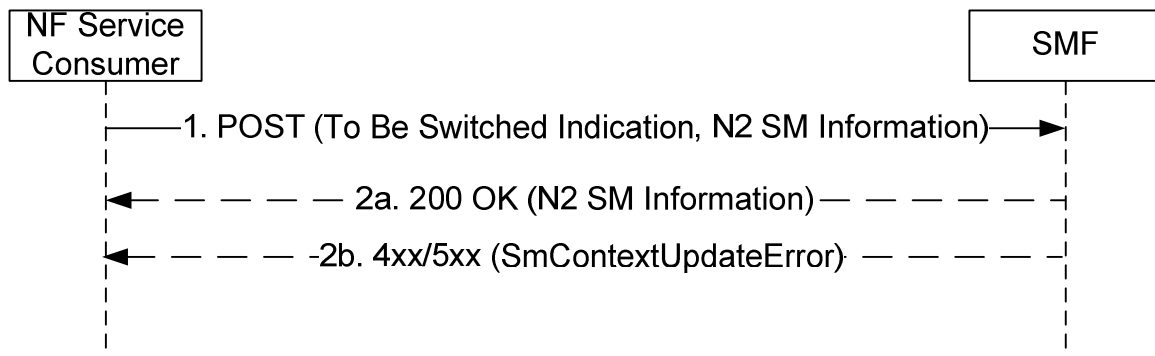 NF Service
Consumer
SMF
1. POST (To Be Switched Indication, N2 SM Information)
2a. 200 OK (N2 SM Information)
2b. 4xx/5xx (SmContextUpdateError)